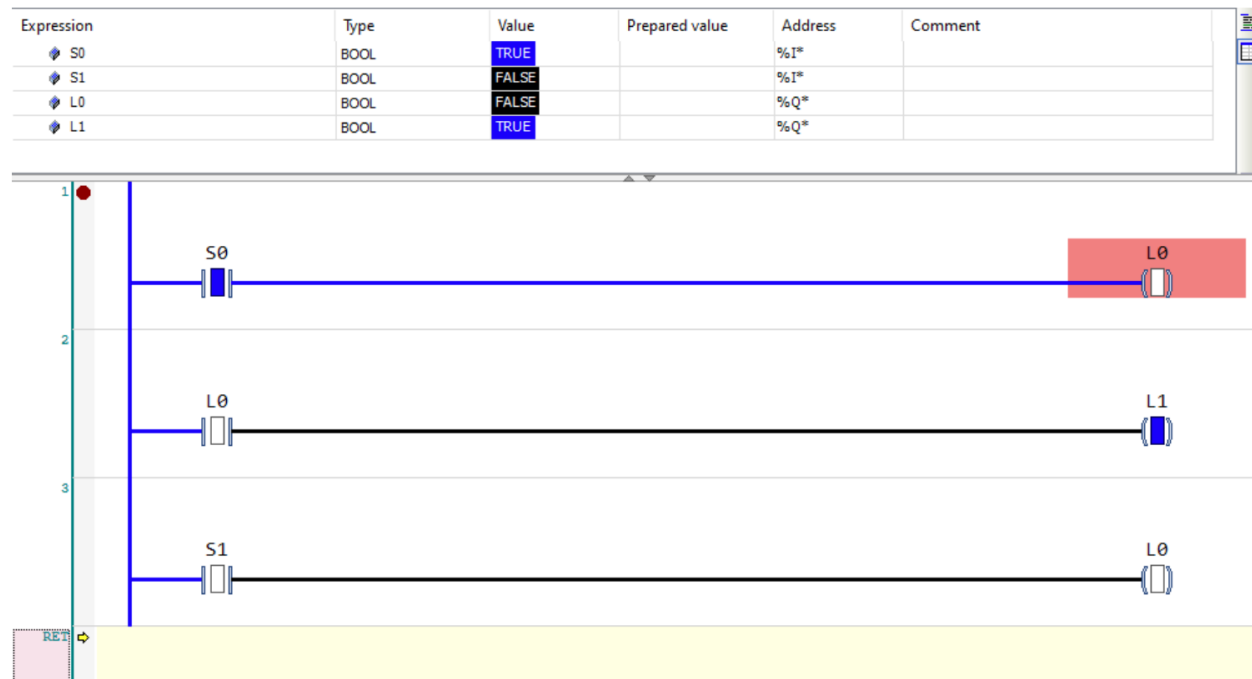 Expression Type Value Prepared value Address Comment
S0 BOOL TRUE %I*
S1 BOOL FALSE %I*
L0 BOOL FALSE %Q*
L1 BOOL TRUE %Q*
1
S0 L0
2
L0 L1
3
S1 L0
RET